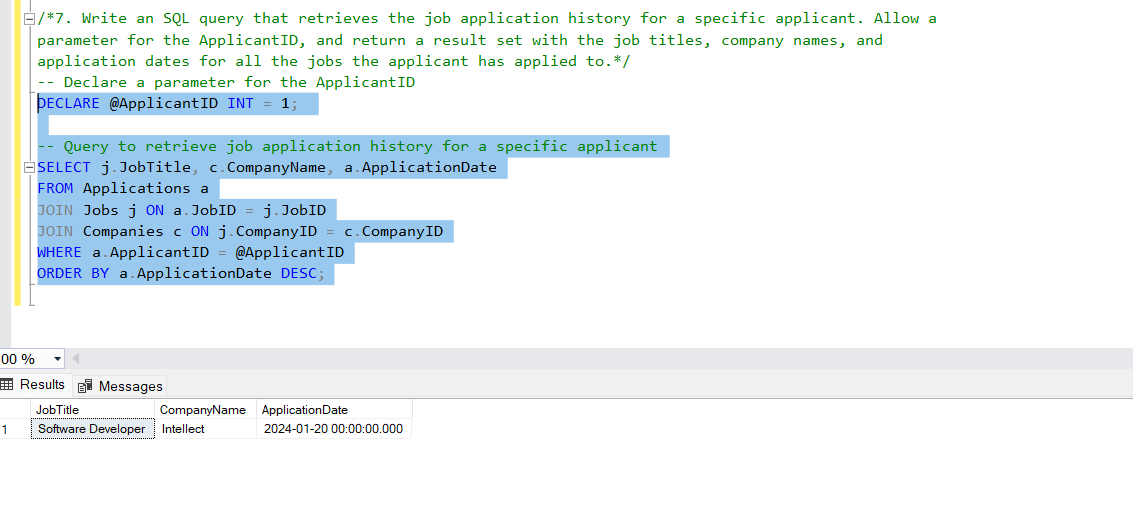 /*7. Write an SQL query that retrieves the job application history for a specific applicant. Allow a
parameter for the ApplicantID, and return a result set with the job titles, company names, and
application dates for all the jobs the applicant has applied to.*/
-- Declare a parameter for the ApplicantID
DECLARE @ApplicantID INT = 1;
-- Query to retrieve job application history for a specific applicant
SELECT j.JobTitle, c.CompanyName, a.ApplicationDate
FROM Applications a
JOIN Jobs j ON a.JobID = j.JobID
JOIN Companies c ON j.CompanyID = c.CompanyID
WHERE a.ApplicantID = @ApplicantID
ORDER BY a.ApplicationDate DESC;
00 %
Results Messages
JobTitle CompanyName ApplicationDate
1 Software Developer Intellect 2024-01-20 00:00:00.000